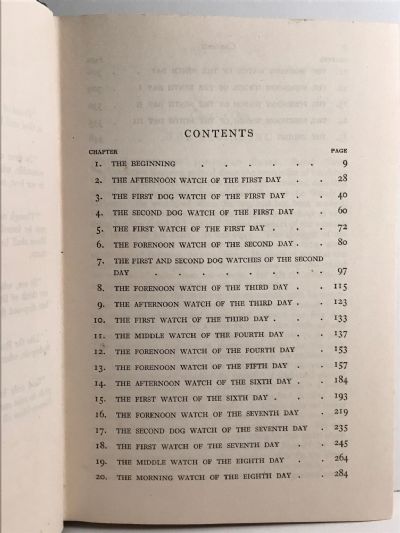 CONTENTS
CHAPTER PAGE
1. THE BEGINNING . . . . . . 9
2. THE AFTERNOON WATCH OF THE FIRST DAY . . 28
3. THE FIRST DOG WATCH OF THE FIRST DAY . . 40
4. THE SECOND DOG WATCH OF THE FIRST DAY . 60
5. THE FIRST WATCH OF THE FIRST DAY . . . 72
6. THE FORENOON WATCH OF THE SECOND DAY . . 80
7. THE FIRST AND SECOND DOG WATCHES OF THE SECOND
DAY . . . . . . . . 97
8. THE FORENOON WATCH OF THE THIRD DAY . . 115
9. THE AFTERNOON WATCH OF THE THIRD DAY . . 123
10. THE FIRST WATCH OF THE THIRD DAY . . . 133
11. THE MIDDLE WATCH OF THE FOURTH DAY . . 137
12. THE FORENOON WATCH OF THE FOURTH DAY . 153
13. THE FORENOON WATCH OF THE FIFTH DAY . . 157
14. THE AFTERNOON WATCH OF THE SIXTH DAY . . 184
15. THE FIRST WATCH OF THE SIXTH DAY . . . 193
16. THE FORENOON WATCH OF THE SEVENTH DAY . 219
17. THE SECOND DOG WATCH OF THE SEVENTH DAY . 235
18. THE FIRST WATCH OF THE SEVENTH DAY . . 245
19. THE MIDDLE WATCH OF THE EIGHTH DAY . . 264
20. THE MORNING WATCH OF THE EIGHTH DAY . . 284